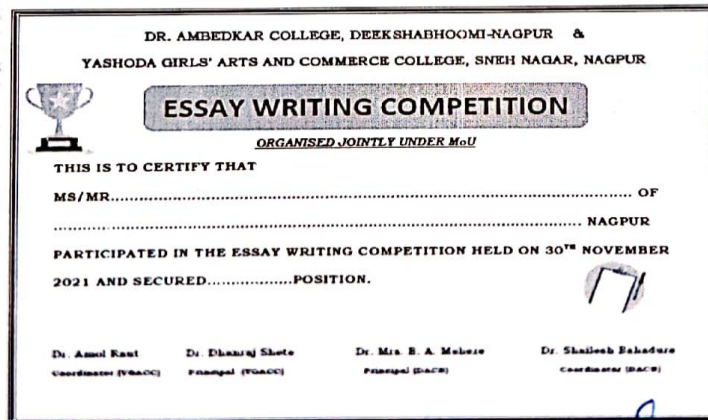 DR. AMBEDKAR COLLEGE, DEEKSHABHOOMI-NAGPUR &
YASHODA GIRLS' ARTS AND COMMERCE COLLEGE, SNEH NAGAR, NAGPUR
ESSAY WRITING COMPETITION
ORGANISED JOINTLY UNDER MoU
THIS IS TO CERTIFY THAT
MS/MR.................................................................................................... OF
.................................................................................................... NAGPUR
PARTICIPATED IN THE ESSAY WRITING COMPETITION HELD ON 30TH NOVEMBER
2021 AND SECURED.................POSITION.
Dr. Amol Raut Dr. Dhanraj Shete Dr. Mrs. B. A. Mehere Dr. Shailesh Bahadure
Coordinator (YGACC) Principal (YGACC) Principal (DACN) Coordinator (DACN)